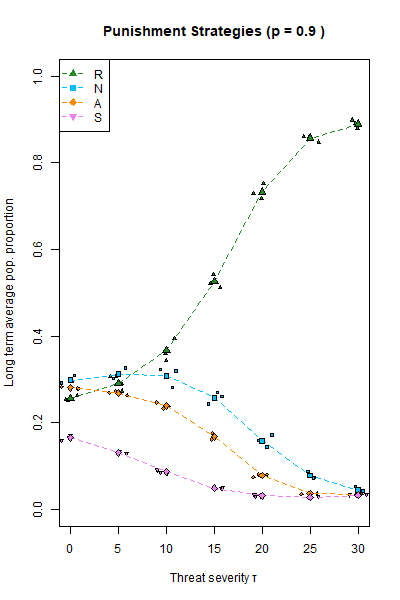 Punishment Strategies (p = 0.9 )
R
N
A
S
Long term average pop. proportion
0.0
0.2
0.4
0.6
0.8
1.0
0 5 10 15 20 25 30
Threat severity τ